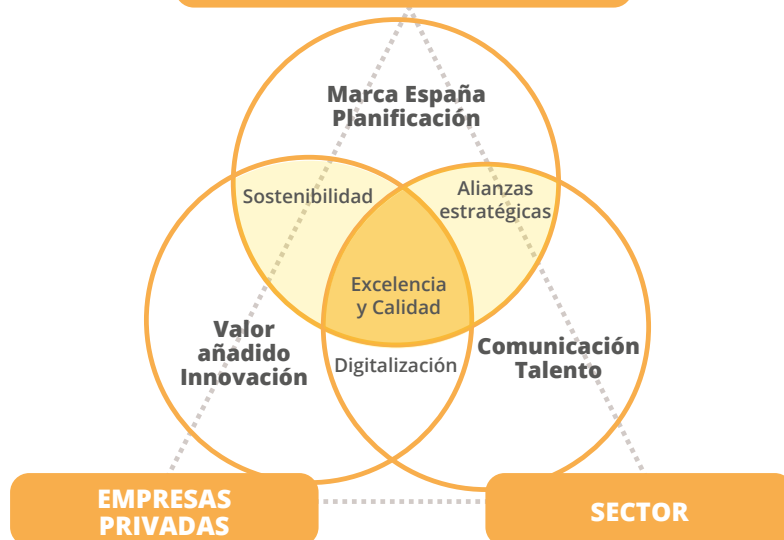 Marca España
Planificación
Sostenibilidad
Alianzas
estratégicas
Excelencia
y Calidad
Valor
añadido
Innovación
Digitalización
Comunicación
Talento
EMPRESAS
PRIVADAS
SECTOR